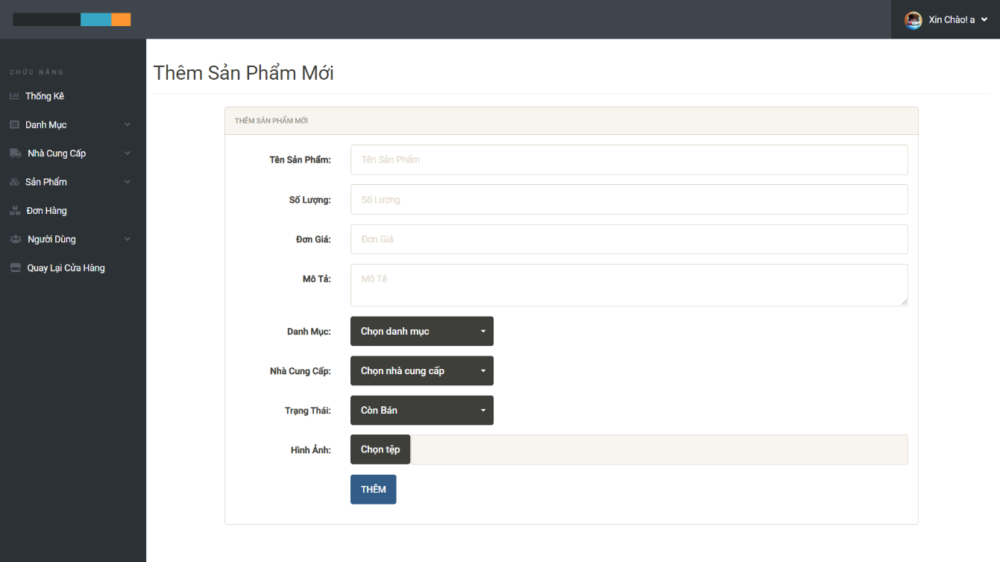 Xin Chào! a
CHỨC NĂNG
Thống Kê
Danh Mục
Nhà Cung Cấp
Sản Phẩm
Đơn Hàng
Người Dùng
Quay Lại Cửa Hàng
Thêm Sản Phẩm Mới
THÊM SẢN PHẨM MỚI
Tên Sản Phẩm: Tên Sản Phẩm
Số Lượng: Số Lượng
Đơn Giá: Đơn Giá
Mô Tả: Mô Tả
Danh Mục: Chọn danh mục
Nhà Cung Cấp: Chọn nhà cung cấp
Trạng Thái: Còn Bán
Hình Ảnh: Chọn tệp
THÊM